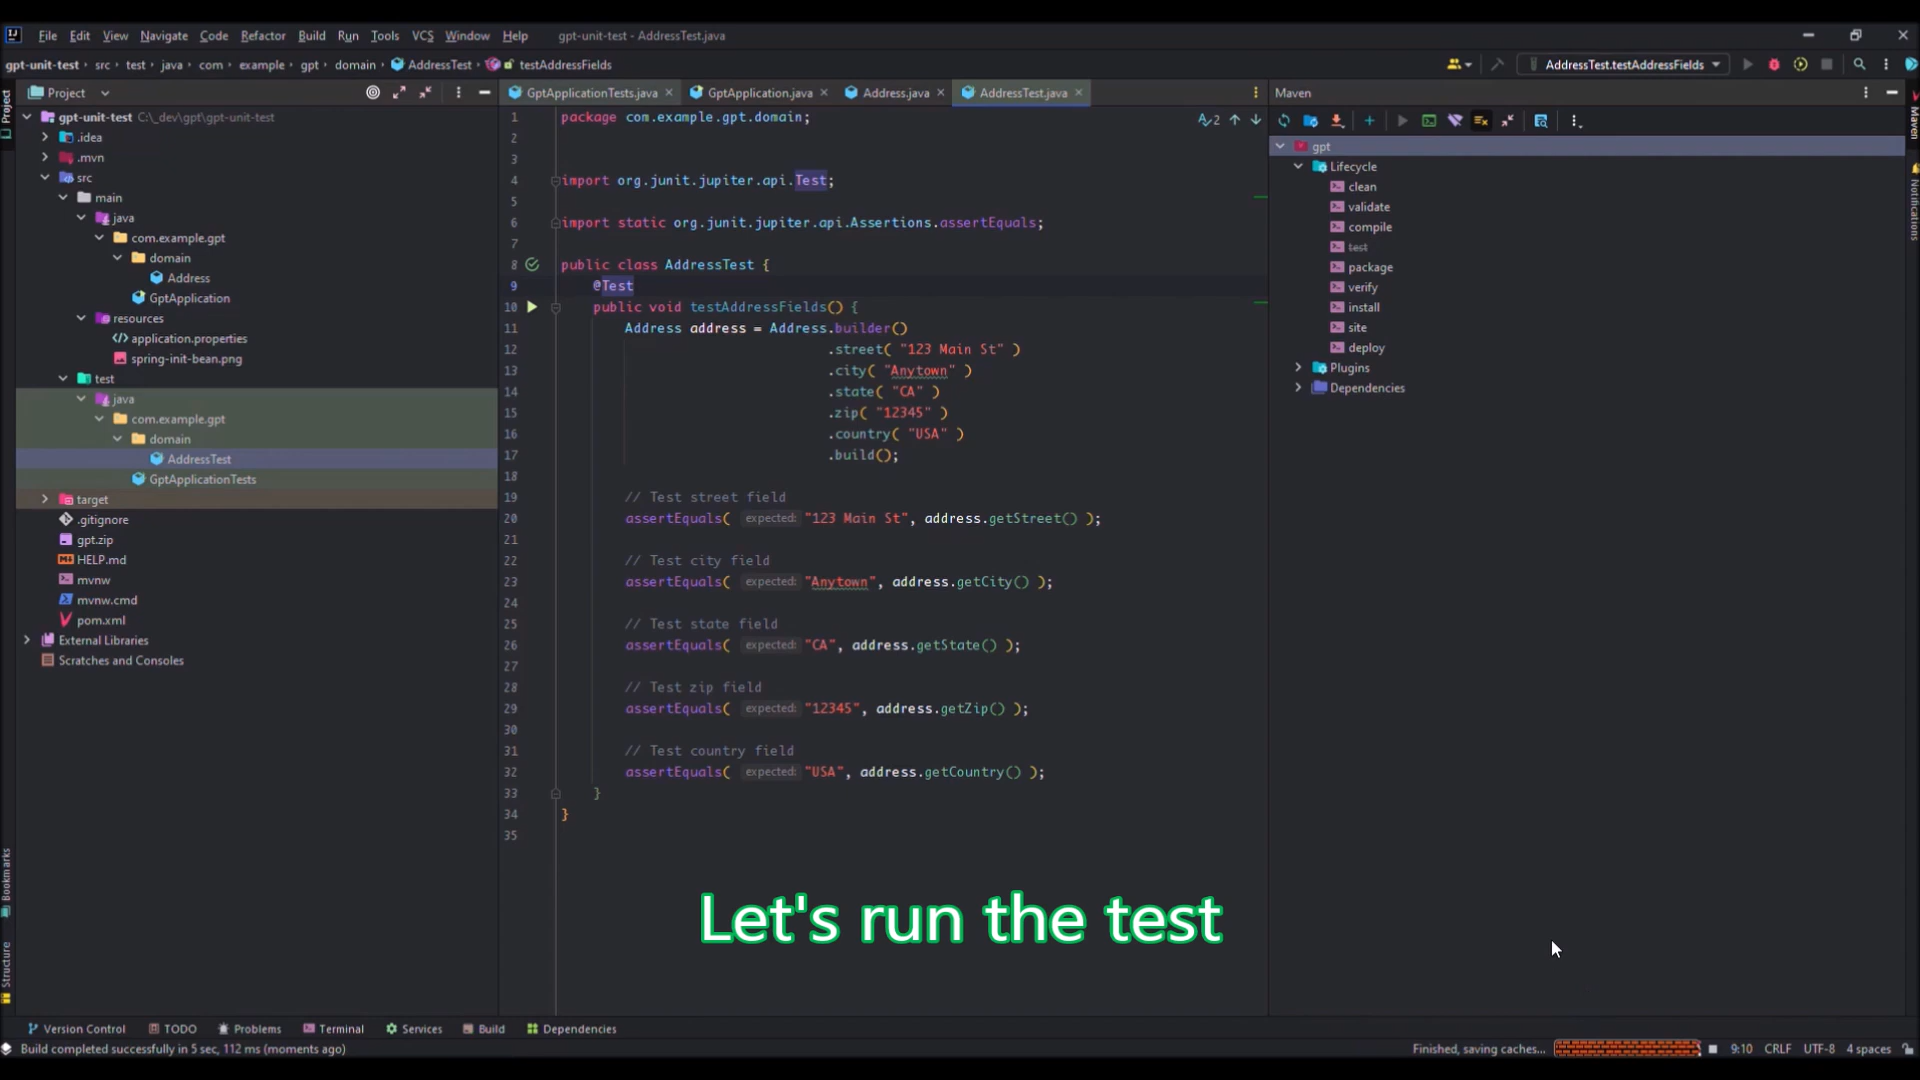 File Edit View Navigate Code Refactor Build Run Tools VCS Window Help gpt-unit-test - AddressTest.java
gpt-unit-test src test java com example gpt domain AddressTest testAddressFields
AddressTest.testAddressFields
Project
GptApplicationTests.java GptApplication.java Address.java AddressTest.java
Maven
gpt-unit-test C:\_dev\gpt\gpt-unit-test
.idea
.mvn
src
main
java
com.example.gpt
domain
Address
GptApplication
resources
application.properties
spring-init-bean.png
test
java
com.example.gpt
domain
AddressTest
GptApplicationTests
target
.gitignore
gpt.zip
HELP.md
mvnw
mvnw.cmd
pom.xml
External Libraries
Scratches and Consoles
1 package com.example.gpt.domain;
2
3
4 import org.junit.jupiter.api.Test;
5
6 import static org.junit.jupiter.api.Assertions.assertEquals;
7
8 public class AddressTest {
9 @Test
10 public void testAddressFields() {
11 Address address = Address.builder()
12 .street( "123 Main St" )
13 .city( "Anytown" )
14 .state( "CA" )
15 .zip( "12345" )
16 .country( "USA" )
17 .build();
18
19 // Test street field
20 assertEquals( expected: "123 Main St", address.getStreet() );
21
22 // Test city field
23 assertEquals( expected: "Anytown", address.getCity() );
24
25 // Test state field
26 assertEquals( expected: "CA", address.getState() );
27
28 // Test zip field
29 assertEquals( expected: "12345", address.getZip() );
30
31 // Test country field
32 assertEquals( expected: "USA", address.getCountry() );
33 }
34 }
35
2
gpt
Lifecycle
clean
validate
compile
test
package
verify
install
site
deploy
Plugins
Dependencies
Project
Bookmarks
Structure
Maven
Notifications
Let's run the test
Version Control TODO Problems Terminal Services Build Dependencies
Build completed successfully in 5 sec, 112 ms (moments ago)
Finished, saving caches... 9:10 CRLF UTF-8 4 spaces